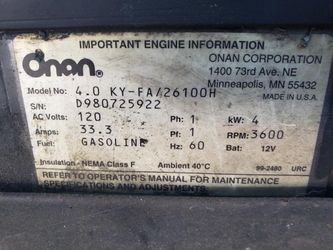 IMPORTANT ENGINE INFORMATION
Onan
ONAN CORPORATION
1400 73rd Ave. NE
Minneapolis, MN 55432
MADE IN U.S.A.
Model No: 4.0 KY-FA/26100H
S/N: D980725922
AC Volts: 120 Ph: 1 kW: 4
Amps: 33.3 Pf: 1 RPM: 3600
Fuel: GASOLINE Hz: 60 Bat: 12V
Insulation - NEMA Class F Ambient 40°C 99-2480 URC
REFER TO OPERATOR'S MANUAL FOR MAINTENANCE
SPECIFICATIONS AND ADJUSTMENTS.